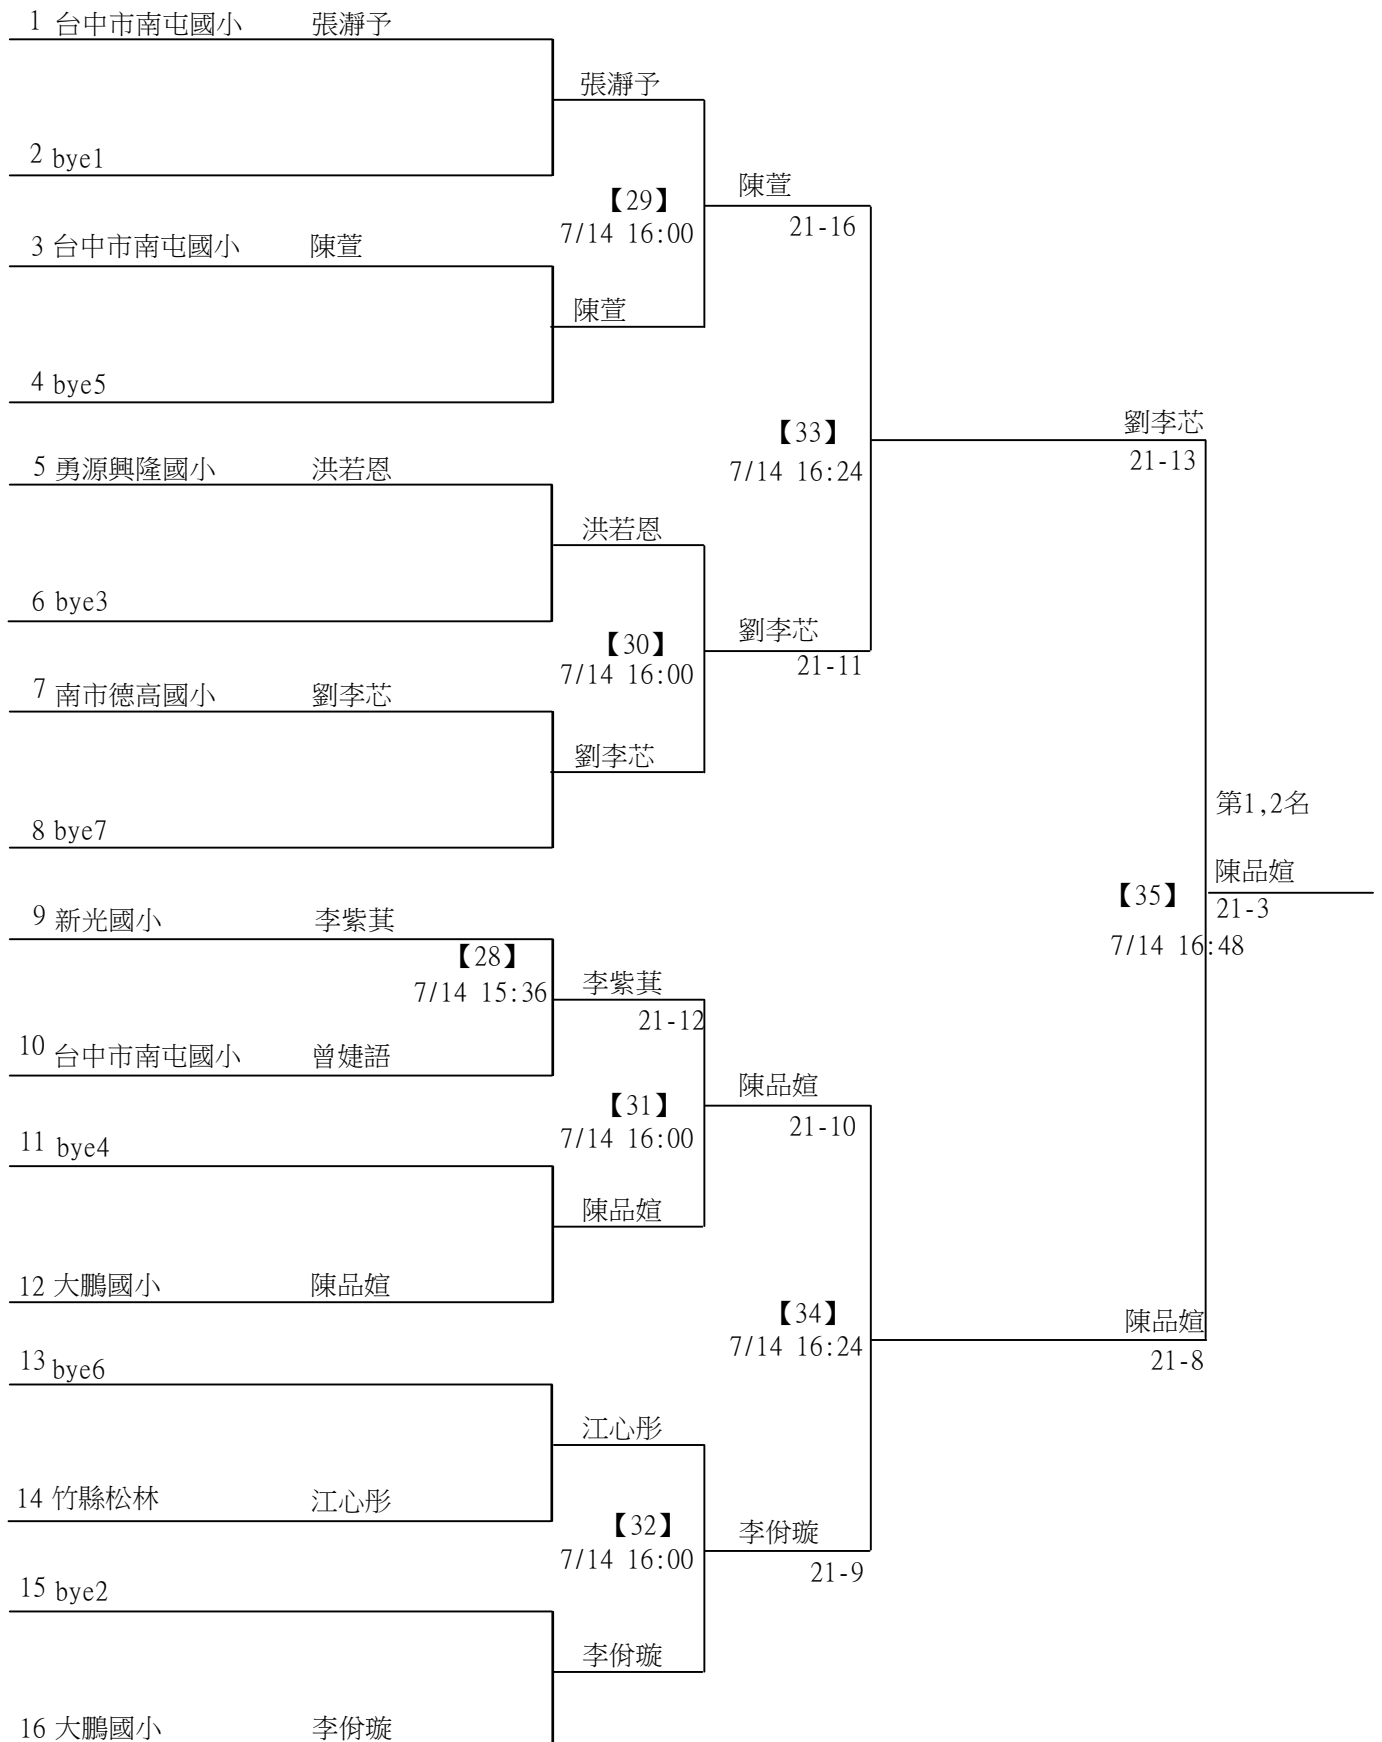 1 台中市南屯國小 張瀞予
張瀞予
2 bye1
【29】
7/14 16:00
陳萱
21-16
3 台中市南屯國小 陳萱
陳萱
4 bye5
【33】
7/14 16:24
劉李芯
21-13
5 勇源興隆國小 洪若恩
洪若恩
6 bye3
【30】
7/14 16:00
劉李芯
21-11
7 南市德高國小 劉李芯
劉李芯
8 bye7
第1,2名
【35】
7/14 16:48
陳品媗
21-3
9 新光國小 李紫萁
【28】
7/14 15:36
李紫萁
21-12
10 台中市南屯國小 曾婕語
【31】
7/14 16:00
陳品媗
21-10
11 bye4
陳品媗
12 大鵬國小 陳品媗
【34】
7/14 16:24
陳品媗
21-8
13 bye6
江心彤
14 竹縣松林 江心彤
【32】
7/14 16:00
李佾璇
21-9
15 bye2
李佾璇
16 大鵬國小 李佾璇